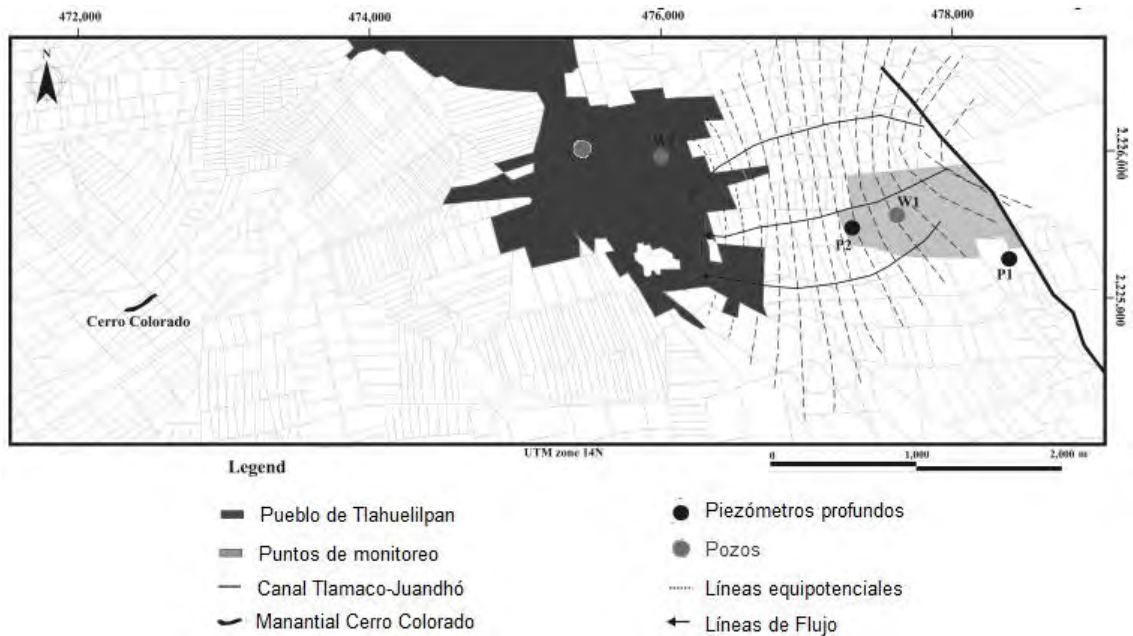 472,000 474,000 476,000 478,000
N
2,226,000
W1
P2
P1
2,225,000
Cerro Colorado
UTM zone 14N
0 1,000 2,000 m
Legend
Pueblo de Tlahuelilpan
Puntos de monitoreo
Canal Tlamaco-Juandhó
Manantial Cerro Colorado
Piezómetros profundos
Pozos
Líneas equipotenciales
Líneas de Flujo